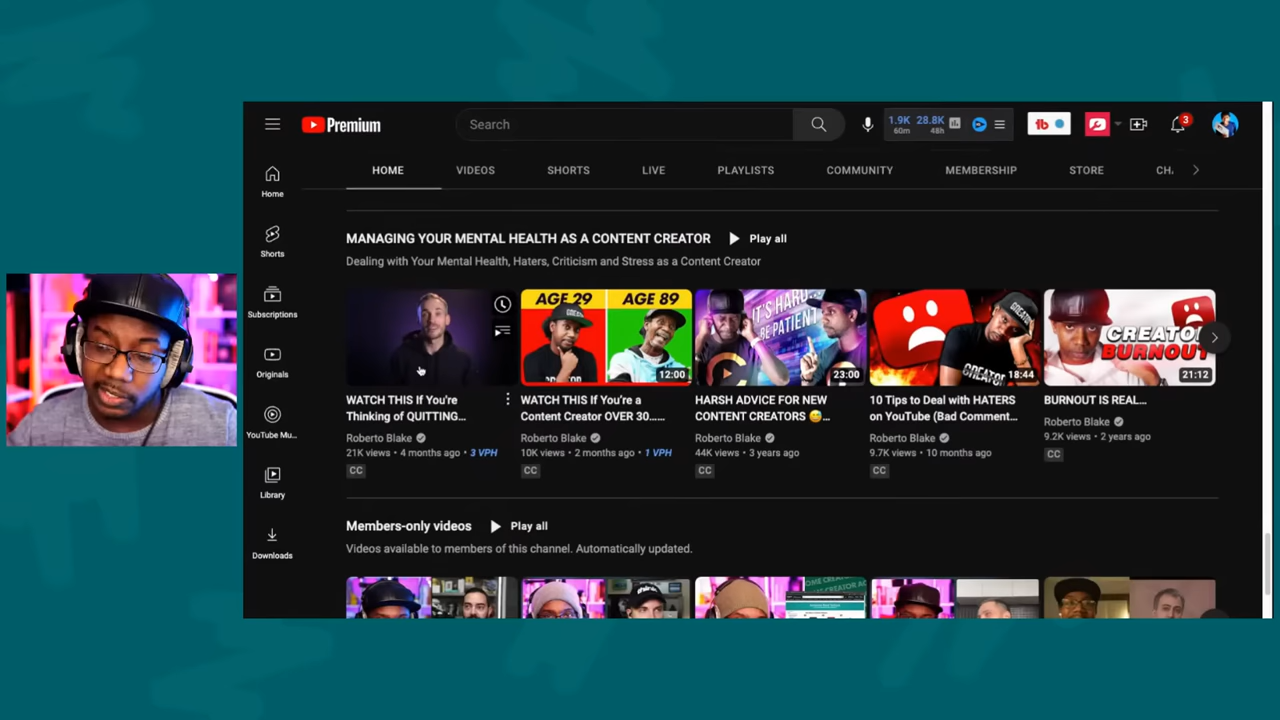 Premium
Search
1.9K 28.8K
60m 48h
tb
3
HOME VIDEOS SHORTS LIVE PLAYLISTS COMMUNITY MEMBERSHIP STORE
Home
Shorts
Subscriptions
Originals
YouTube Mu...
Library
Downloads
MANAGING YOUR MENTAL HEALTH AS A CONTENT CREATOR Play all
Dealing with Your Mental Health, Haters, Criticism and Stress as a Content Creator
AGE 29 AGE 89
12:00
IT'S HARD..
BE PATIENT
23:00
CREATOR
18:44
CREATOR
BURNOUT
21:12
WATCH THIS If You're
Thinking of QUITTING...
Roberto Blake
21K views • 4 months ago • 3 VPH
CC
WATCH THIS If You're a
Content Creator OVER 30.....
Roberto Blake
10K views • 2 months ago • 1 VPH
CC
HARSH ADVICE FOR NEW
CONTENT CREATORS 😅...
Roberto Blake
44K views • 3 years ago
CC
10 Tips to Deal with HATERS
on YouTube (Bad Comment...
Roberto Blake
9.7K views • 10 months ago
CC
BURNOUT IS REAL...
Roberto Blake
9.2K views • 2 years ago
CC
Members-only videos Play all
Videos available to members of this channel. Automatically updated.